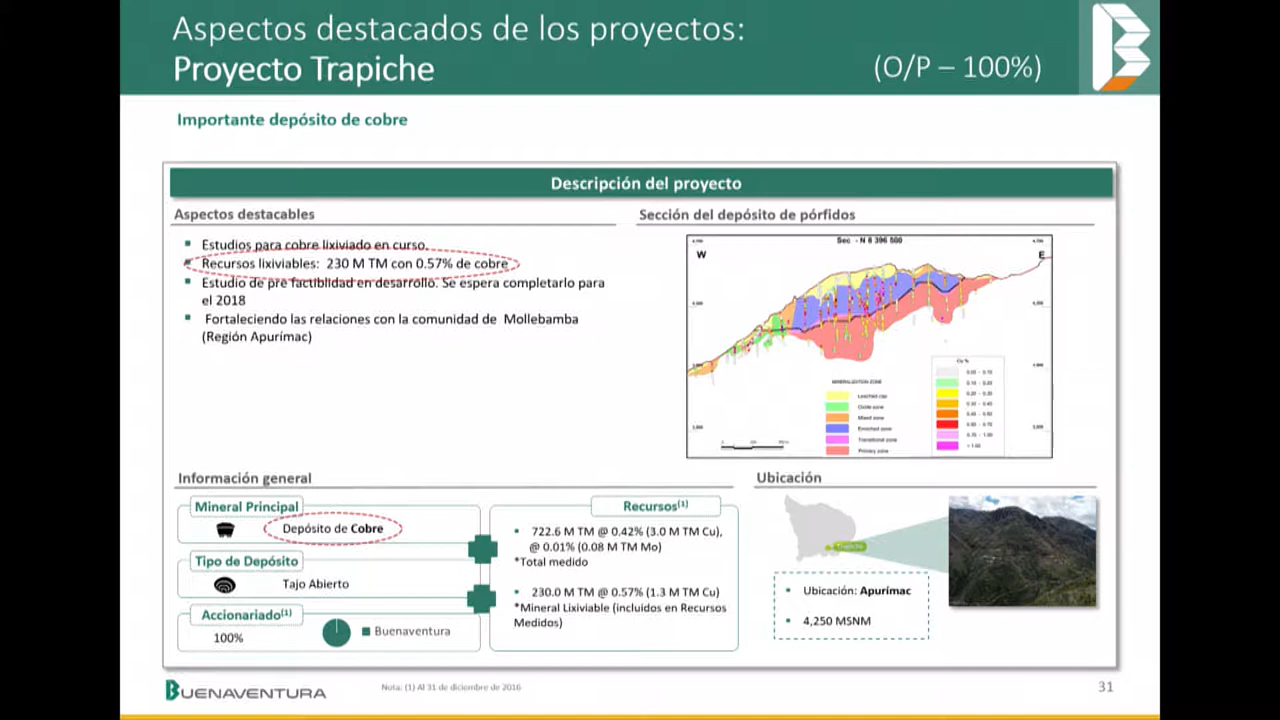 Aspectos destacados de los proyectos:
Proyecto Trapiche
(O/P – 100%)
Importante depósito de cobre
Descripción del proyecto
Aspectos destacables
Estudios para cobre lixiviado en curso.
Recursos lixiviables: 230 M TM con 0.57% de cobre
Estudio de pre factibilidad en desarrollo. Se espera completarlo para
el 2018
Fortaleciendo las relaciones con la comunidad de Mollebamba
(Región Apurímac)
Sección del depósito de pórfidos
Sec - N 8 396 500
W
E
MINERALIZATION ZONE
Leached cap
Oxide zone
Mixed zone
Enriched zone
Transitional zone
Primary zone
Cu %
Información general
Mineral Principal
Depósito de Cobre
Tipo de Depósito
Tajo Abierto
Accionariado(1)
100%
Buenaventura
Recursos(1)
722.6 M TM @ 0.42% (3.0 M TM Cu),
@ 0.01% (0.08 M TM Mo)
*Total medido
230.0 M TM @ 0.57% (1.3 M TM Cu)
*Mineral Lixiviable (incluidos en Recursos
Medidos)
Ubicación
Trapiche
Ubicación: Apurímac
4,250 MSNM
BUENAVENTURA
Nota: (1) Al 31 de diciembre de 2016
31